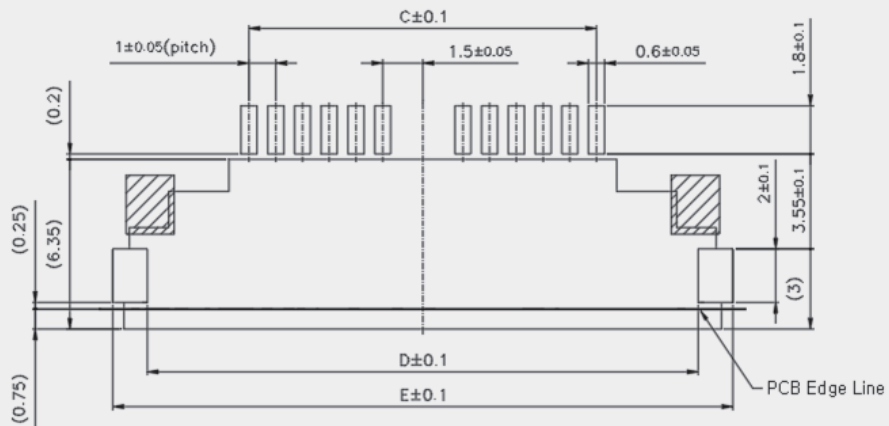 C±0.1
1±0.05(pitch)
1.5±0.05
0.6±0.05
1.8±0.1
(0.2)
(0.25)
(6.35)
2±0.1
3.55±0.1
(3)
D±0.1
PCB Edge Line
E±0.1
(0.75)